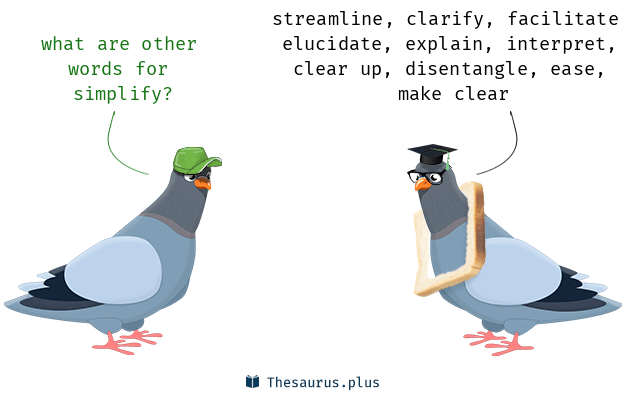 what are other
words for
simplify?
streamline, clarify, facilitate
elucidate, explain, interpret,
clear up, disentangle, ease,
make clear
Thesaurus.plus